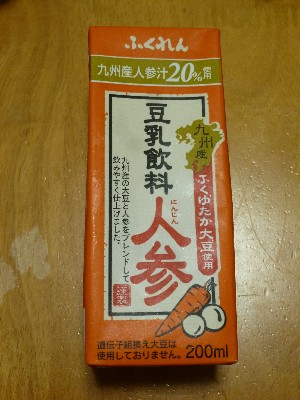 ふくれん
九州産人参汁20%使用
九州産
ふくゆたか大豆使用
豆乳飲料
にんじん
人参
九州産の大豆と人参をブレンドして
飲みやすく仕上げました。
遺伝子組換え大豆は
使用しておりません。
200ml